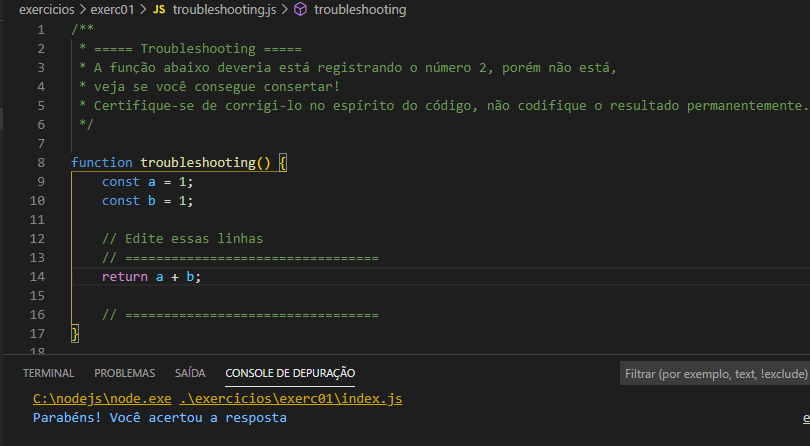 exercicios > exerc01 > JS troubleshooting.js > troubleshooting
1 /**
2 * ===== Troubleshooting =====
3 * A função abaixo deveria está registrando o número 2, porém não está,
4 * veja se você consegue consertar!
5 * Certifique-se de corrigi-lo no espírito do código, não codifique o resultado permanentemente.
6 */
7
8 function troubleshooting() {
9 const a = 1;
10 const b = 1;
11
12 // Edite essas linhas
13 // =================================
14 return a + b;
15
16 // =================================
17 }
18
TERMINAL PROBLEMAS SAÍDA CONSOLE DE DEPURAÇÃO Filtrar (por exemplo, text, !exclude)
C:\nodejs\node.exe .\exercicios\exerc01\index.js
Parabéns! Você acertou a resposta e